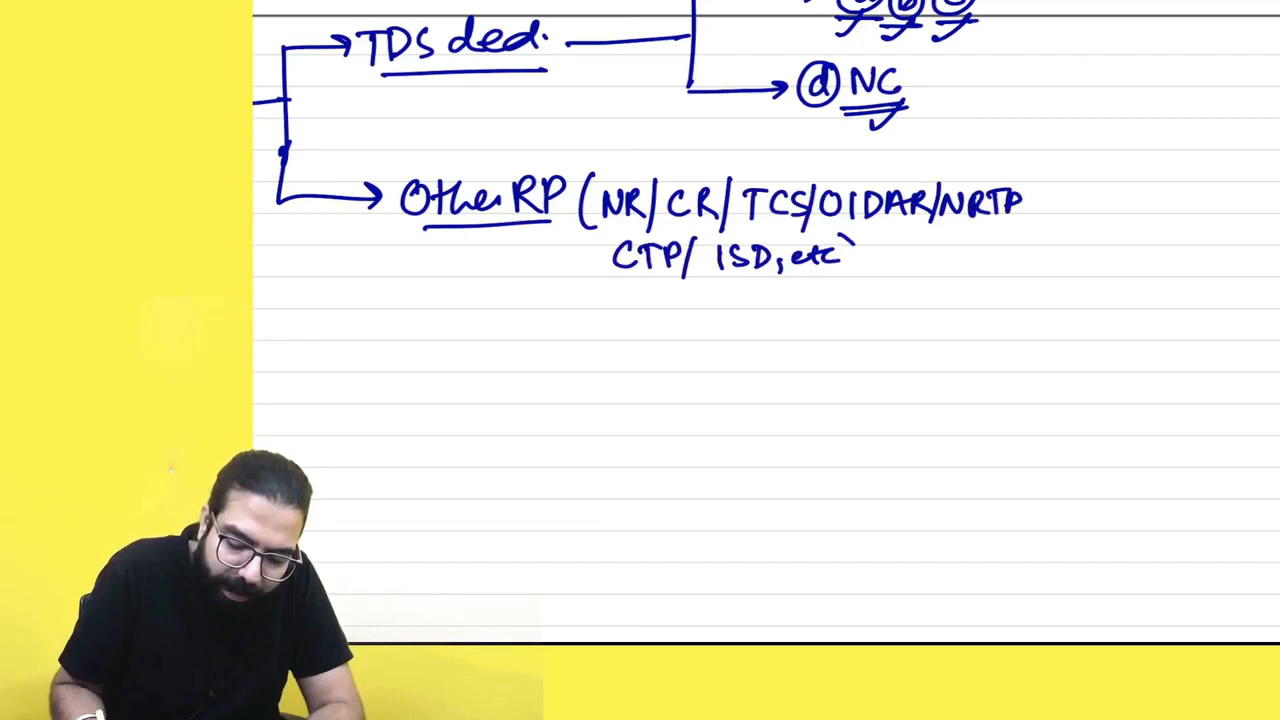 ⓐ ⓑ ⓒ
TDS ded.
ⓓ NC
Other RP (NR/CR/TCS/OIDAR/NRTP
CTP/ ISD, etc)